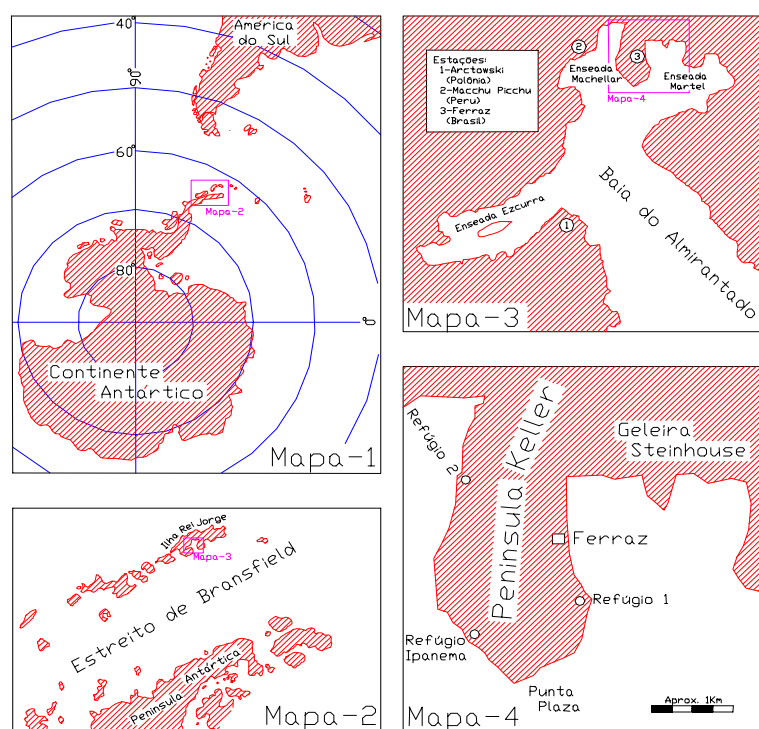 40°
América
do Sul
90°
60°
Mapa-2
80°
0°
Continente
Antártico
Mapa-1
Estações:
1-Arctowski
(Polônia)
2-Macchu Picchu
(Peru)
3-Ferraz
(Brasil)
2
3
Enseada
Machellar
Enseada
Martel
Mapa-4
Baia do Almirantado
Enseada Ezcurra
1
Mapa-3
Ilha Rei Jorge
Mapa-3
Estreito de Bransfield
Peninsula Antártica
Mapa-2
Refúgio 2
Peninsula Keller
Geleira
Steinhouse
Ferraz
Refúgio 1
Refúgio
Ipanema
Punta
Plaza
Aprox. 1Km
Mapa-4